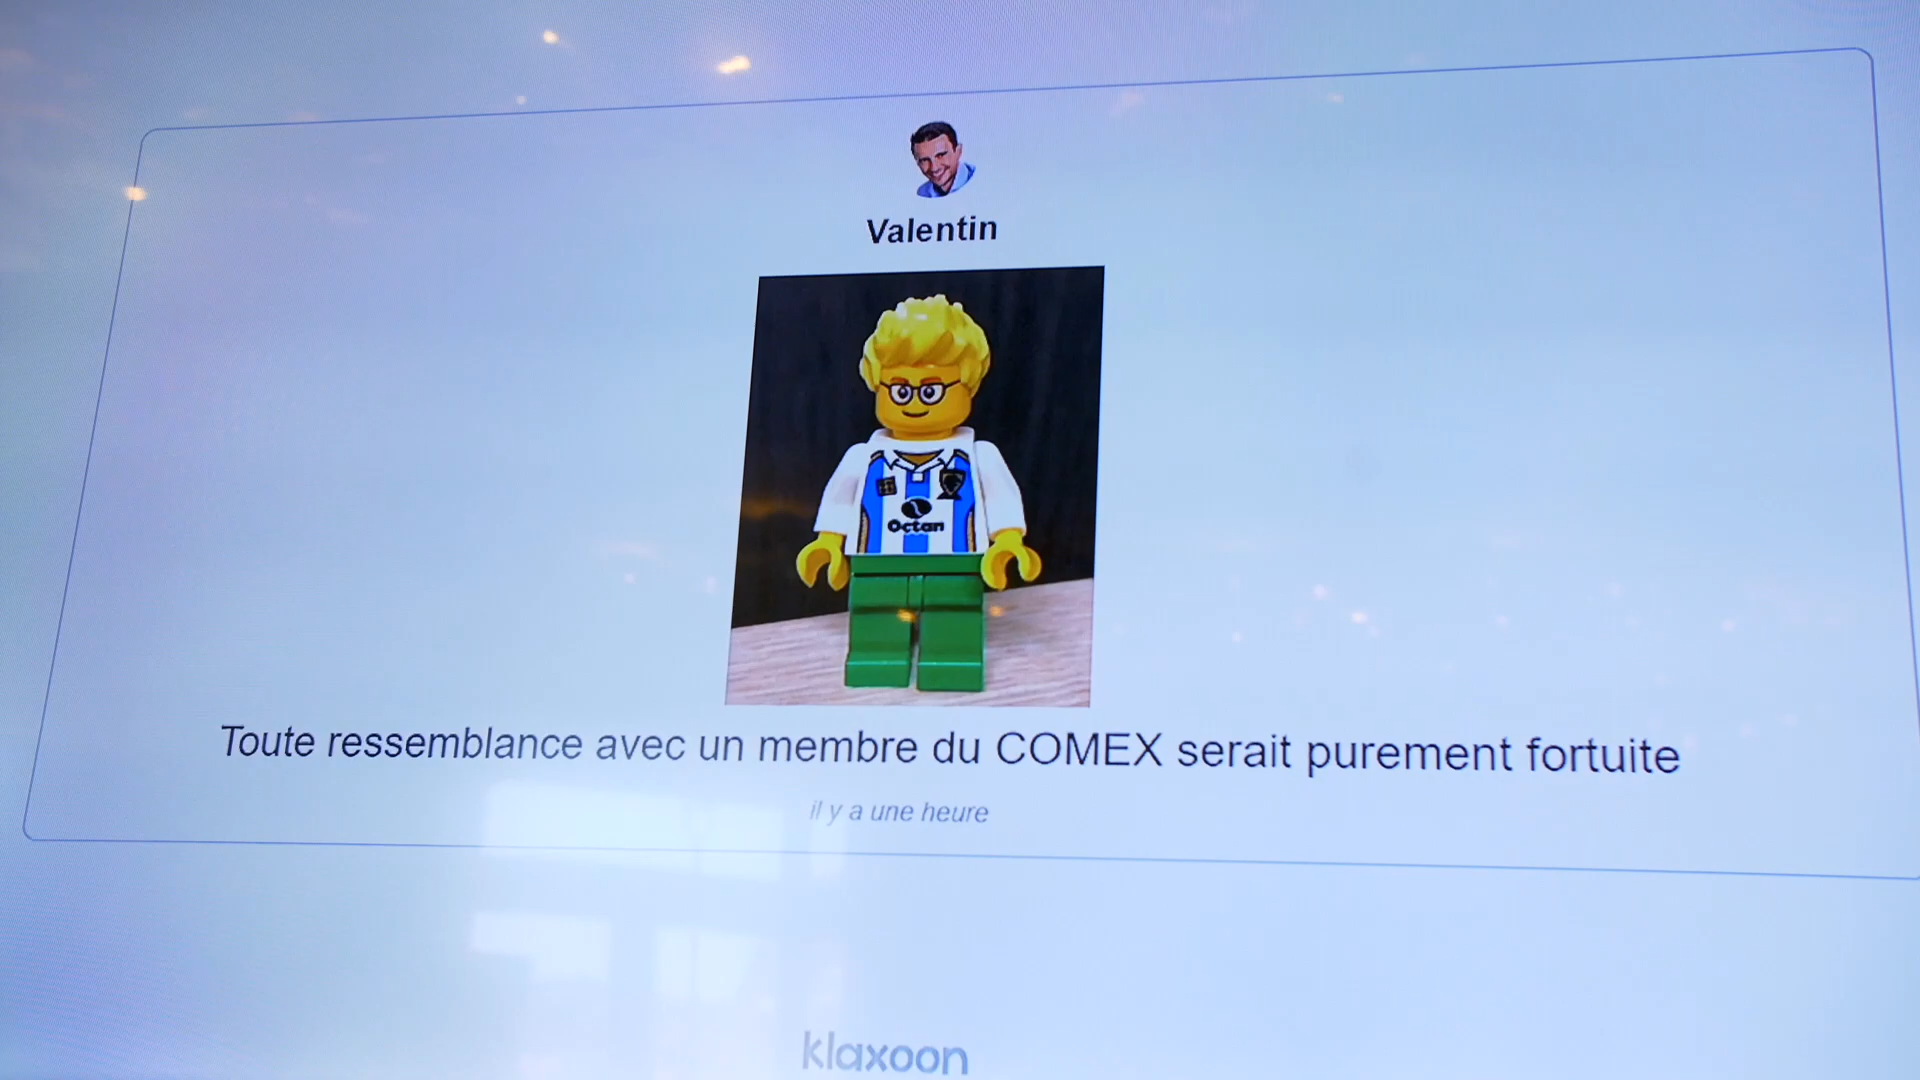 Valentin
Octan
Toute ressemblance avec un membre du COMEX serait purement fortuite
il y a une heure
klaxoon